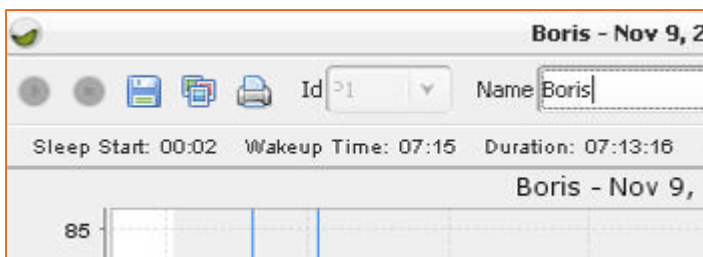 Boris - Nov 9, 2
Id P1 Name Boris
Sleep Start: 00:02 Wakeup Time: 07:15 Duration: 07:13:16
Boris - Nov 9,
85